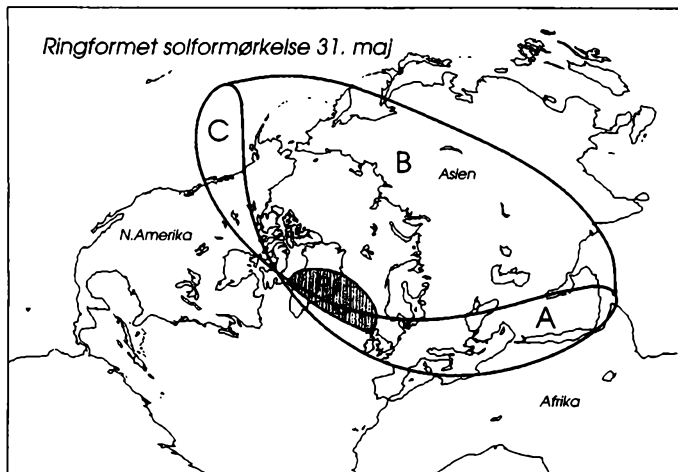 Ringformet solformørkelse 31. maj
C
B
Asien
N.Amerika
A
Afrika